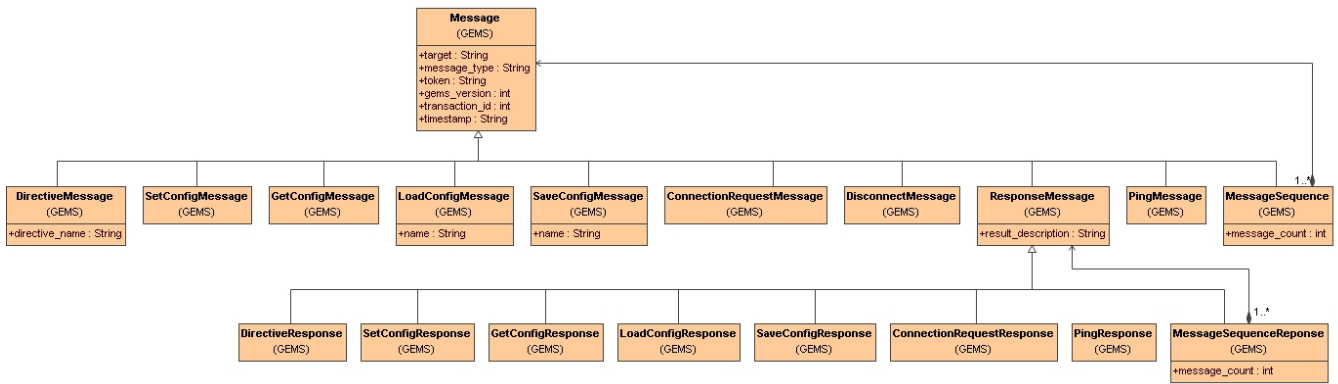 Message
(GEMS)
+target : String
+message_type : String
+token : String
+gems_version : int
+transaction_id : int
+timestamp : String
DirectiveMessage
(GEMS)
+directive_name : String
SetConfigMessage
(GEMS)
GetConfigMessage
(GEMS)
LoadConfigMessage
(GEMS)
+name : String
SaveConfigMessage
(GEMS)
+name : String
ConnectionRequestMessage
(GEMS)
DisconnectMessage
(GEMS)
ResponseMessage
(GEMS)
+result_description : String
PingMessage
(GEMS)
1..*
MessageSequence
(GEMS)
+message_count : int
DirectiveResponse
(GEMS)
SetConfigResponse
(GEMS)
GetConfigResponse
(GEMS)
LoadConfigResponse
(GEMS)
SaveConfigResponse
(GEMS)
ConnectionRequestResponse
(GEMS)
PingResponse
(GEMS)
1..*
MessageSequenceReponse
(GEMS)
+message_count : int